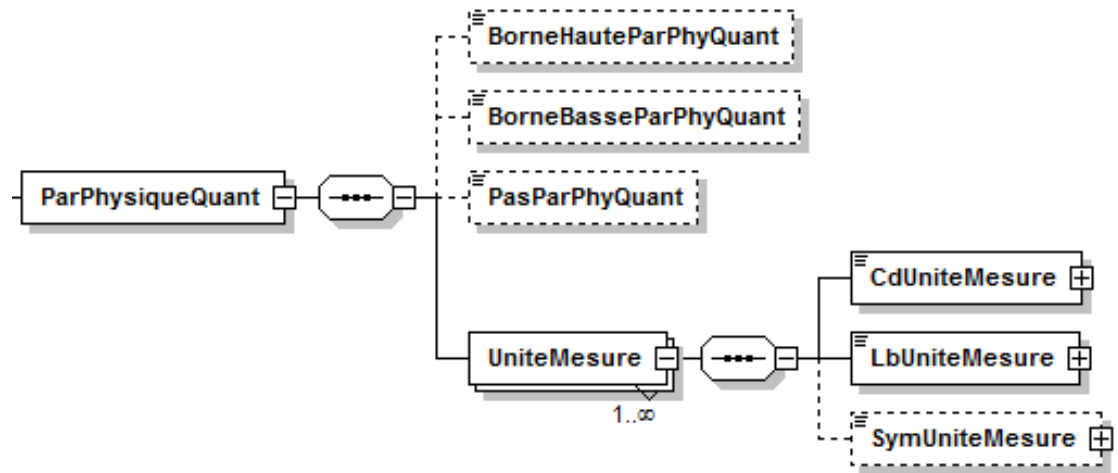 BorneHauteParPhyQuant
BorneBasseParPhyQuant
ParPhysiqueQuant
PasParPhyQuant
CdUniteMesure
UniteMesure
LbUniteMesure
1..∞
SymUniteMesure